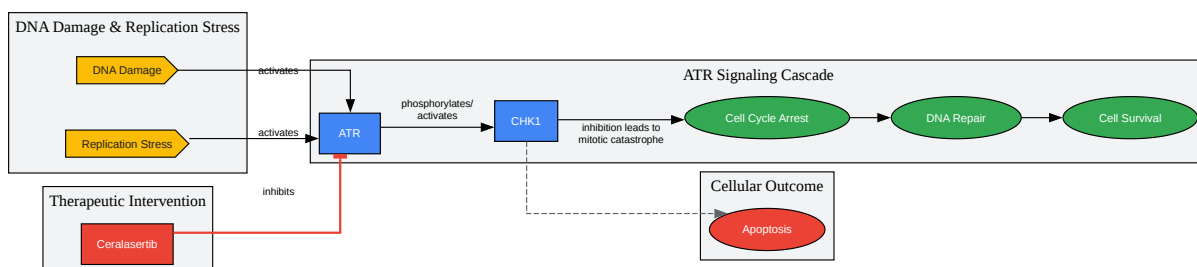 DNA Damage & Replication Stress
DNA Damage
activates
Replication Stress
activates
ATR Signaling Cascade
ATR
phosphorylates/
activates
CHK1
inhibition leads to
mitotic catastrophe
Cell Cycle Arrest
DNA Repair
Cell Survival
Therapeutic Intervention
Ceralasertib
inhibits
Cellular Outcome
Apoptosis